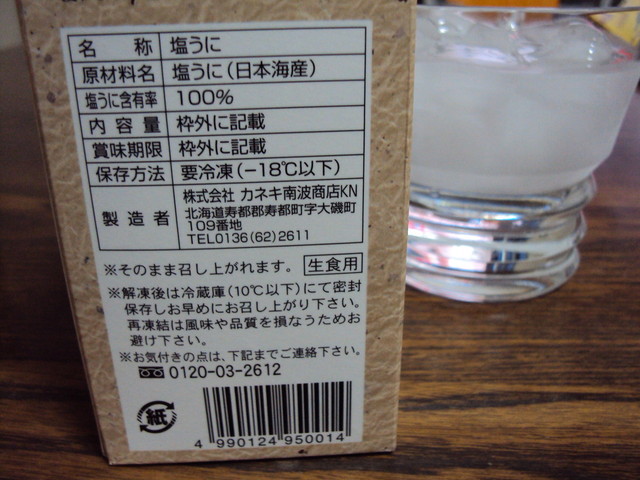 名称 塩うに
原材料名 塩うに(日本海産)
塩うに含有率 100%
内容量 枠外に記載
賞味期限 枠外に記載
保存方法 要冷凍(-18℃以下)
製造者 株式会社 カネキ南波商店KN
北海道寿都郡寿都町字大磯町
109番地
TEL0136(62)2611
※そのまま召し上がれます。 生食用
※解凍後は冷蔵庫(10℃以下)にて密封
保存しお早めにお召し上り下さい。
再凍結は風味や品質を損なうためお
避け下さい。
※お気付きの点は、下記までご連絡下さい。
0120-03-2612
紙
4 990124 950014